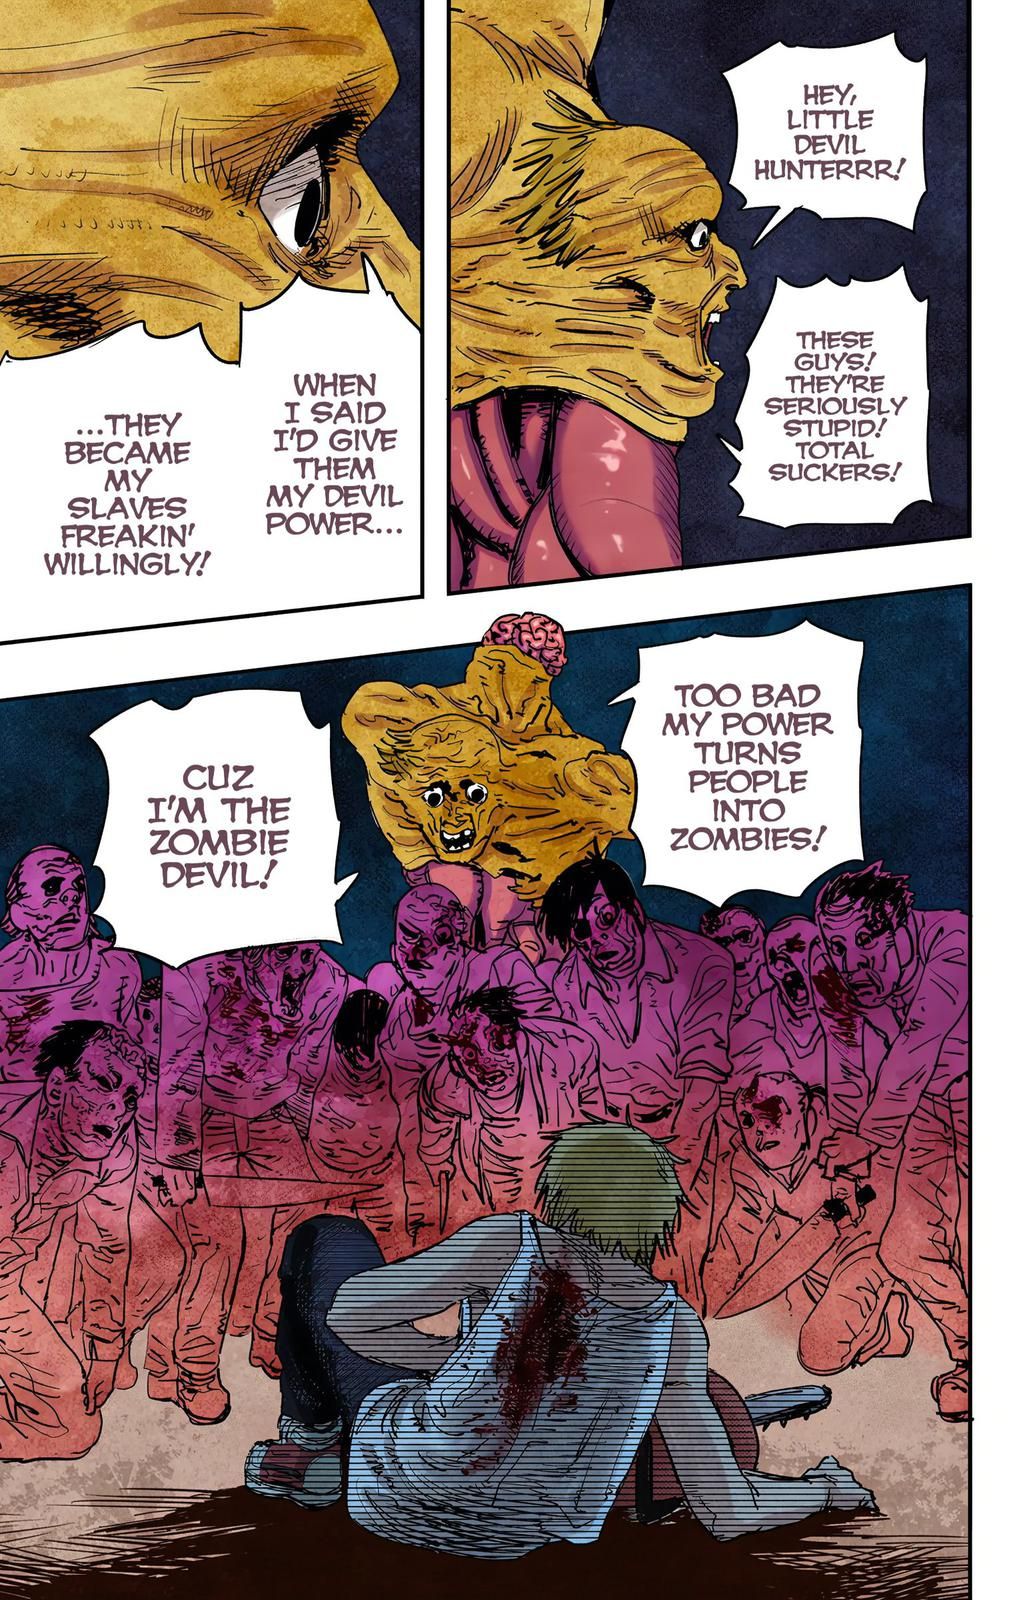 HEY,
LITTLE
DEVIL
HUNTERRR!
THESE
GUYS!
THEY'RE
SERIOUSLY
STUPID!
TOTAL
SUCKERS!
WHEN
I SAID
I'D GIVE
THEM
MY DEVIL
POWER...
...THEY
BECAME
MY
SLAVES
FREAKIN'
WILLINGLY!
TOO BAD
MY POWER
TURNS
PEOPLE
INTO
ZOMBIES!
CUZ
I'M THE
ZOMBIE
DEVIL!